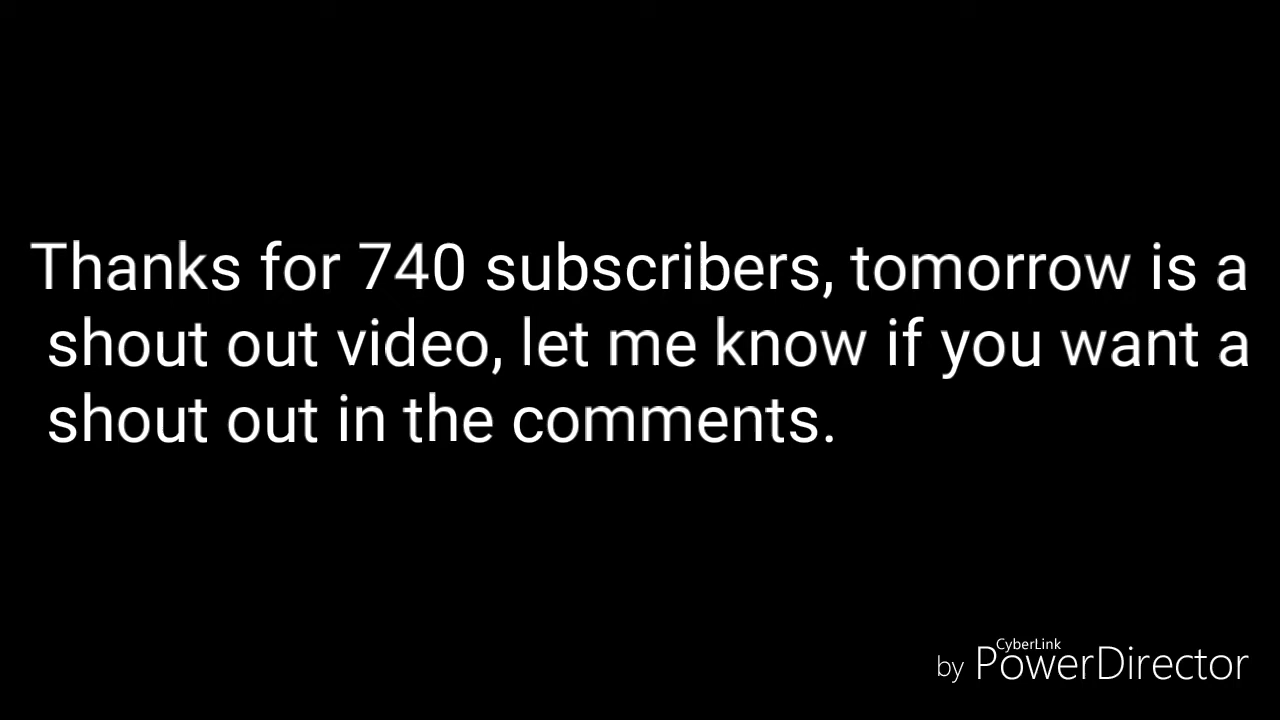 Thanks for 740 subscribers, tomorrow is a
shout out video, let me know if you want a
shout out in the comments.
CyberLink
by PowerDirector